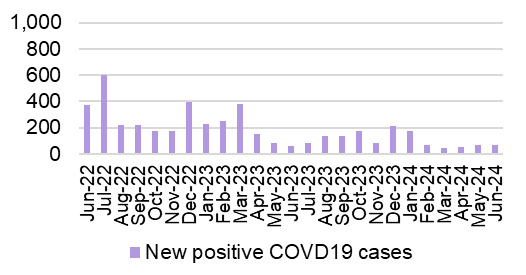 1,000
800
600
400
200
0
Jun-22
Jul-22
Aug-22
Sep-22
Oct-22
Nov-22
Dec-22
Jan-23
Feb-23
Mar-23
Apr-23
May-23
Jun-23
Jul-23
Aug-23
Sep-23
Oct-23
Nov-23
Dec-23
Jan-24
Feb-24
Mar-24
Apr-24
May-24
Jun-24
New positive COVD19 cases